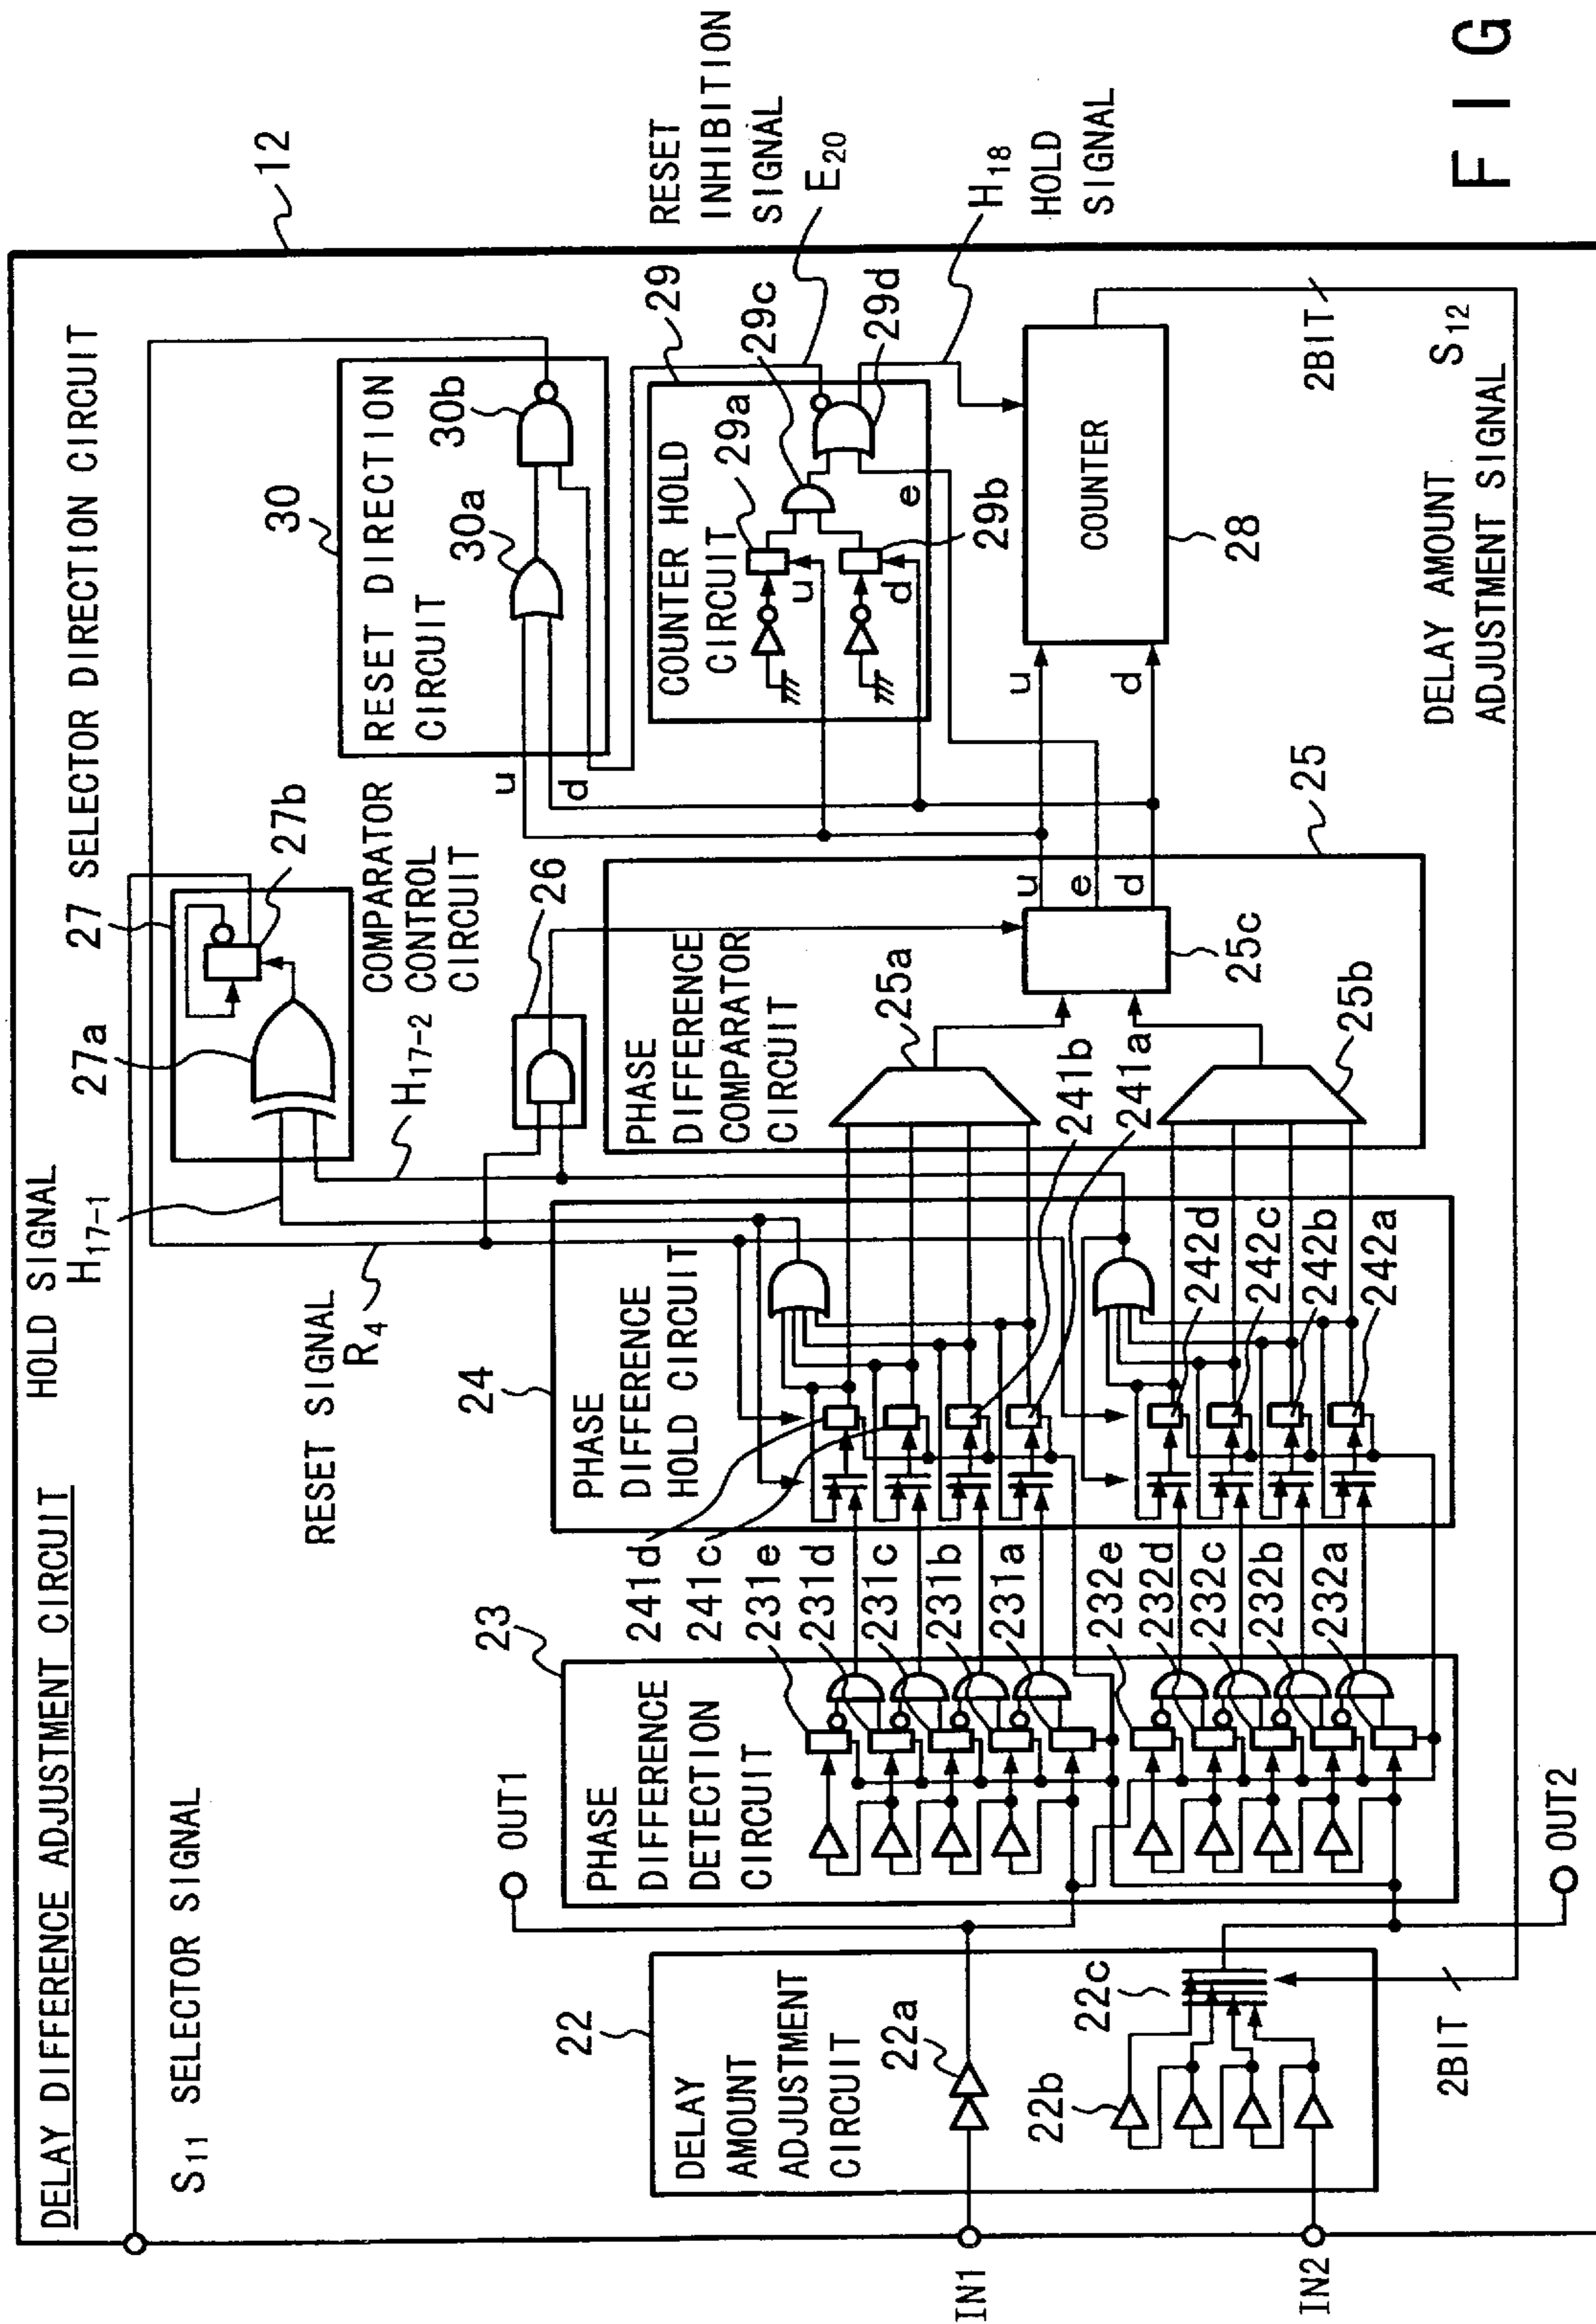 DELAY DIFFERENCE ADJUSTMENT CIRCUIT
12
S11 SELECTOR SIGNAL
HOLD SIGNAL
H17-1
27 SELECTOR DIRECTION CIRCUIT
27a
27b
RESET SIGNAL
R4
H17-2
COMPARATOR
CONTROL
CIRCUIT
26
30
RESET DIRECTION
CIRCUIT
30a
30b
u
d
RESET
INHIBITION
SIGNAL
E20
29
COUNTER HOLD
CIRCUIT
29a
29b
29c
29d
u
d
e
H18
HOLD
SIGNAL
OUT1
22
DELAY
AMOUNT
ADJUSTMENT
CIRCUIT
22a
22b
22c
IN1
IN2
2BIT
OUT2
23
PHASE
DIFFERENCE
DETECTION
CIRCUIT
241d
241c
231e
231d
231c
231b
231a
232e
232d
232c
232b
232a
24
PHASE
DIFFERENCE
HOLD CIRCUIT
241b
241a
242d
242c
242b
242a
PHASE
DIFFERENCE
COMPARATOR
CIRCUIT
25a
25b
25c
25
u
e
d
u
d
COUNTER
28
2BIT
DELAY AMOUNT
ADJUSTMENT SIGNAL
S12
FIG